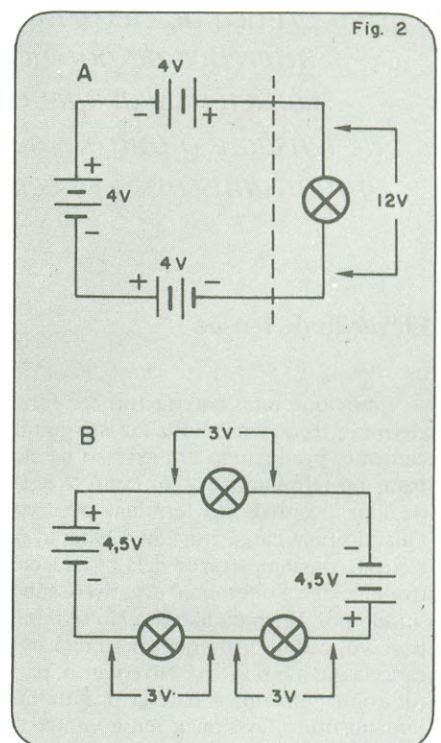 Fig. 2
A
4V
- +
+
4V
-
12V
4V
+ -
B
3V
+
4,5V
-
-
4,5V
+
3V
3V